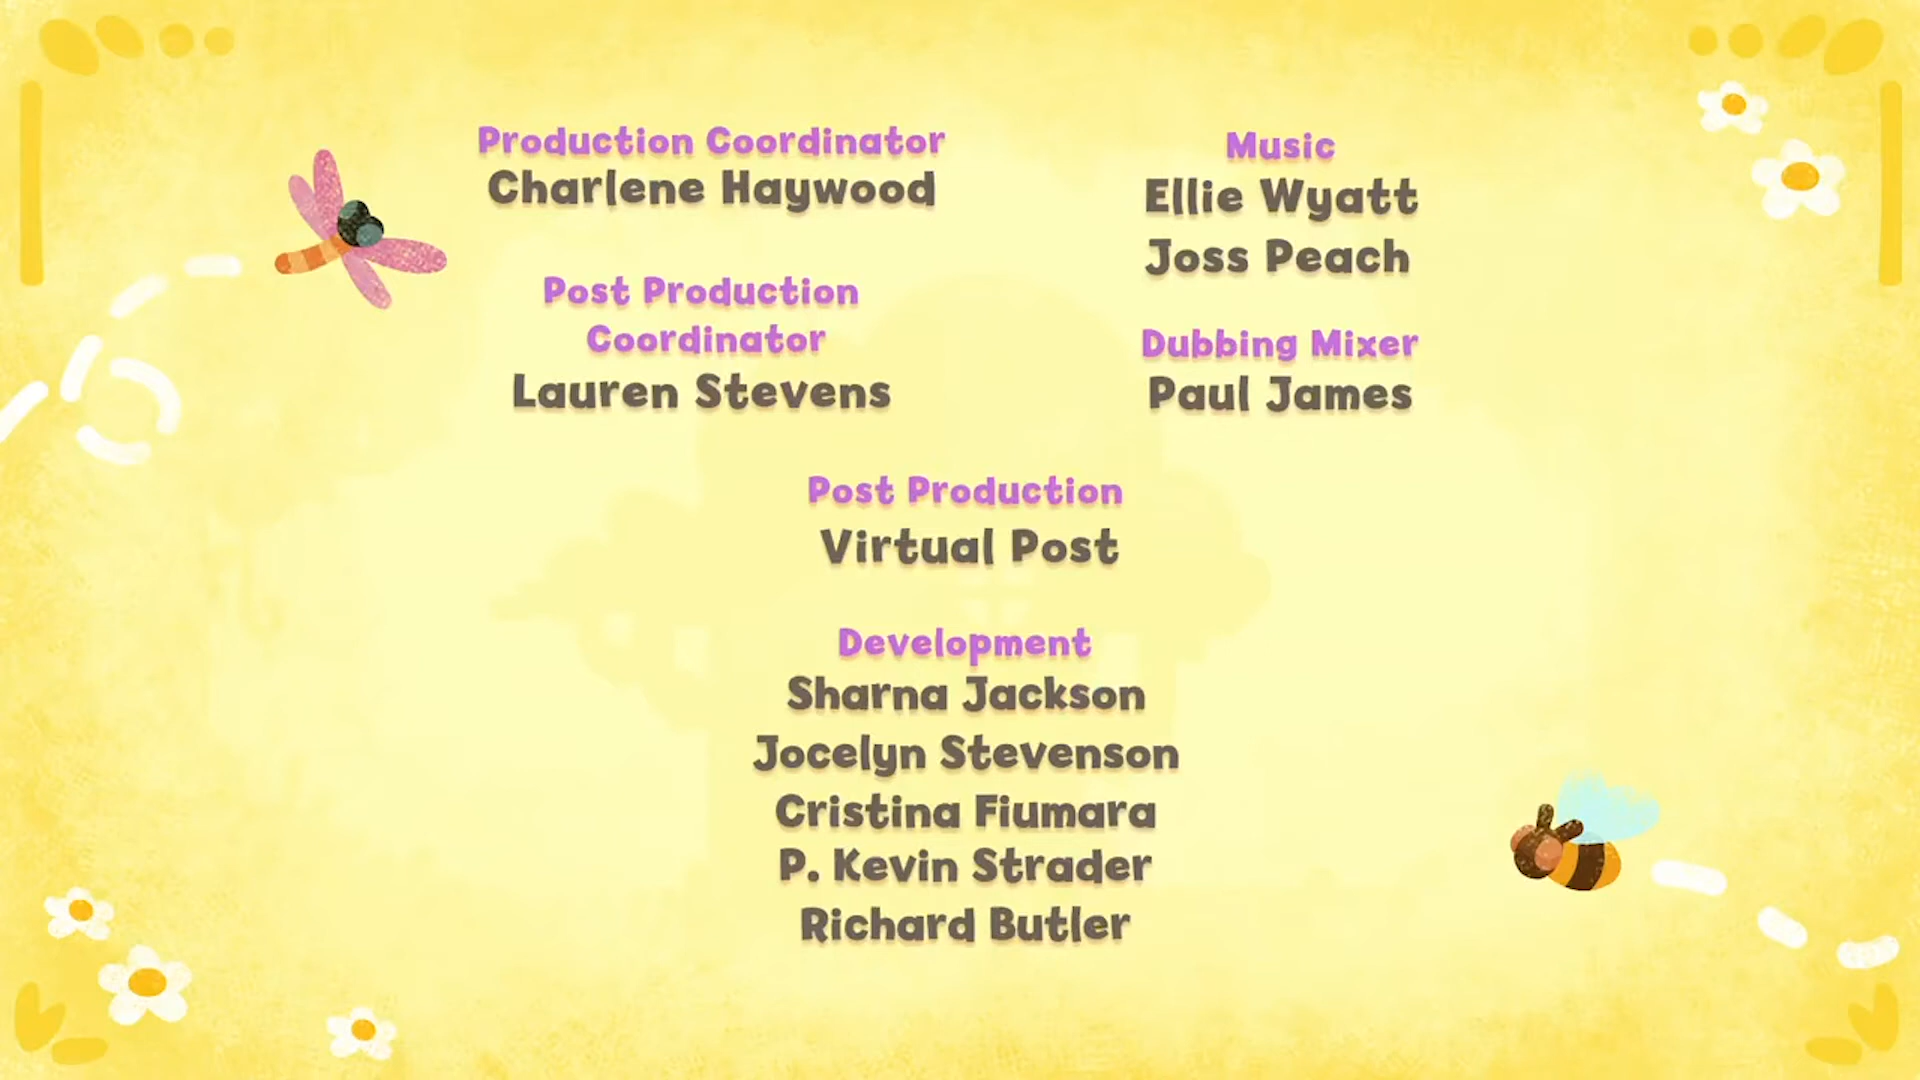 Production Coordinator
Charlene Haywood
Post Production
Coordinator
Lauren Stevens
Music
Ellie Wyatt
Joss Peach
Dubbing Mixer
Paul James
Post Production
Virtual Post
Development
Sharna Jackson
Jocelyn Stevenson
Cristina Fiumara
P. Kevin Strader
Richard Butler